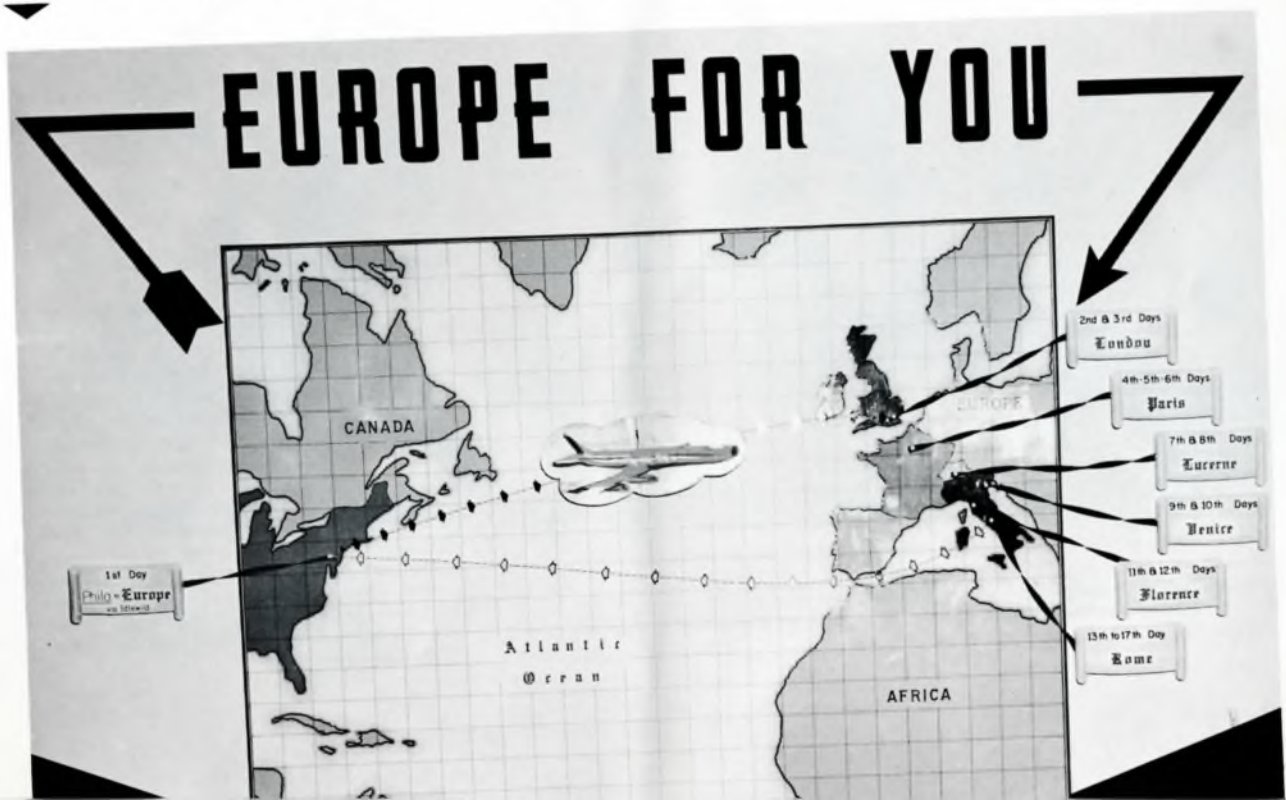 EUROPE FOR YOU
CANADA
EUROPE
AFRICA
Atlantic
Ocean
1st Day
Phila - Europe
via Idlewild
2nd & 3rd Days
London
4th-5th-6th Days
Paris
7th & 8th Days
Lucerne
9th & 10th Days
Venice
11th & 12th Days
Florence
13th to 17th Day
Rome